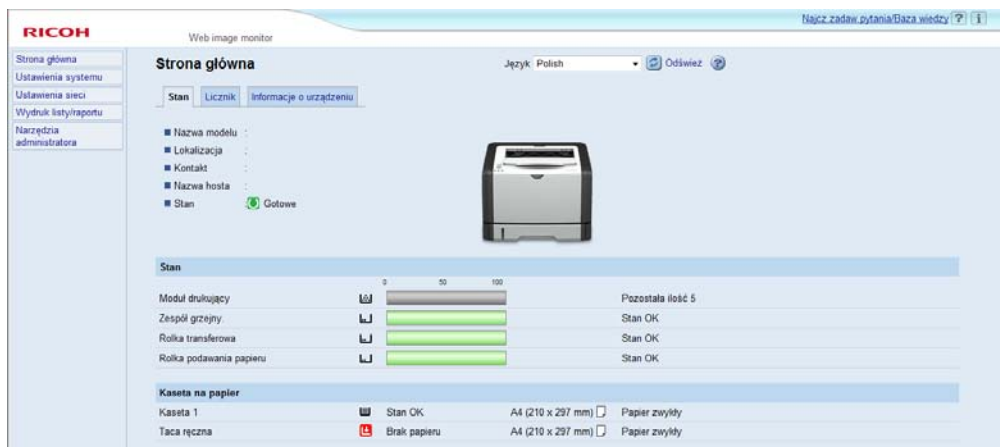 Najcz.zadaw.pytania/Baza wiedzy ? i
RICOH
Web image monitor
Strona główna
Ustawienia systemu
Ustawienia sieci
Wydruk listy/raportu
Narzędzia
administratora
Strona główna
Język Polish Odśwież ?
Stan Licznik Informacje o urządzeniu
Nazwa modelu :
Lokalizacja :
Kontakt :
Nazwa hosta :
Stan : Gotowe
Stan
0 50 100
Moduł drukujący Pozostała ilość 5
Zespół grzejny. Stan OK
Rolka transferowa Stan OK
Rolka podawania papieru Stan OK
Kaseta na papier
Kaseta 1 Stan OK A4 (210 x 297 mm) Papier zwykły
Taca ręczna Brak papieru A4 (210 x 297 mm) Papier zwykły